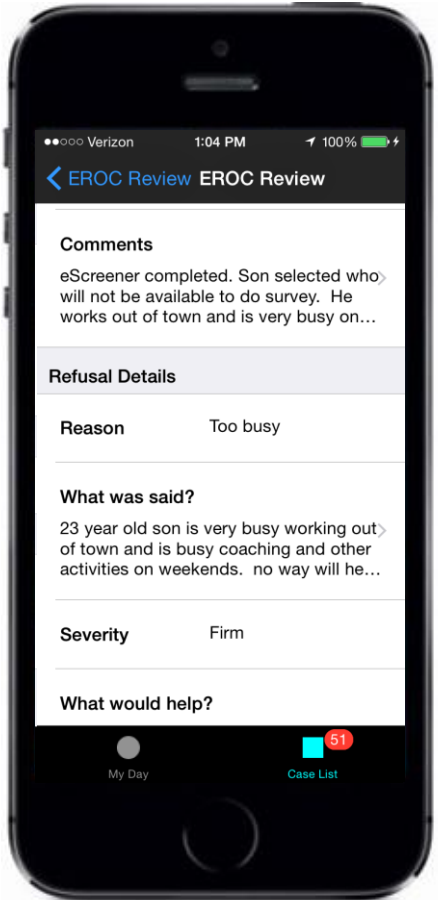 Verizon 1:04 PM 100%
EROC Review EROC Review
Comments
eScreener completed. Son selected who
will not be available to do survey. He
works out of town and is very busy on...
Refusal Details
Reason Too busy
What was said?
23 year old son is very busy working out
of town and is busy coaching and other
activities on weekends. no way will he...
Severity Firm
What would help?
51
My Day Case List